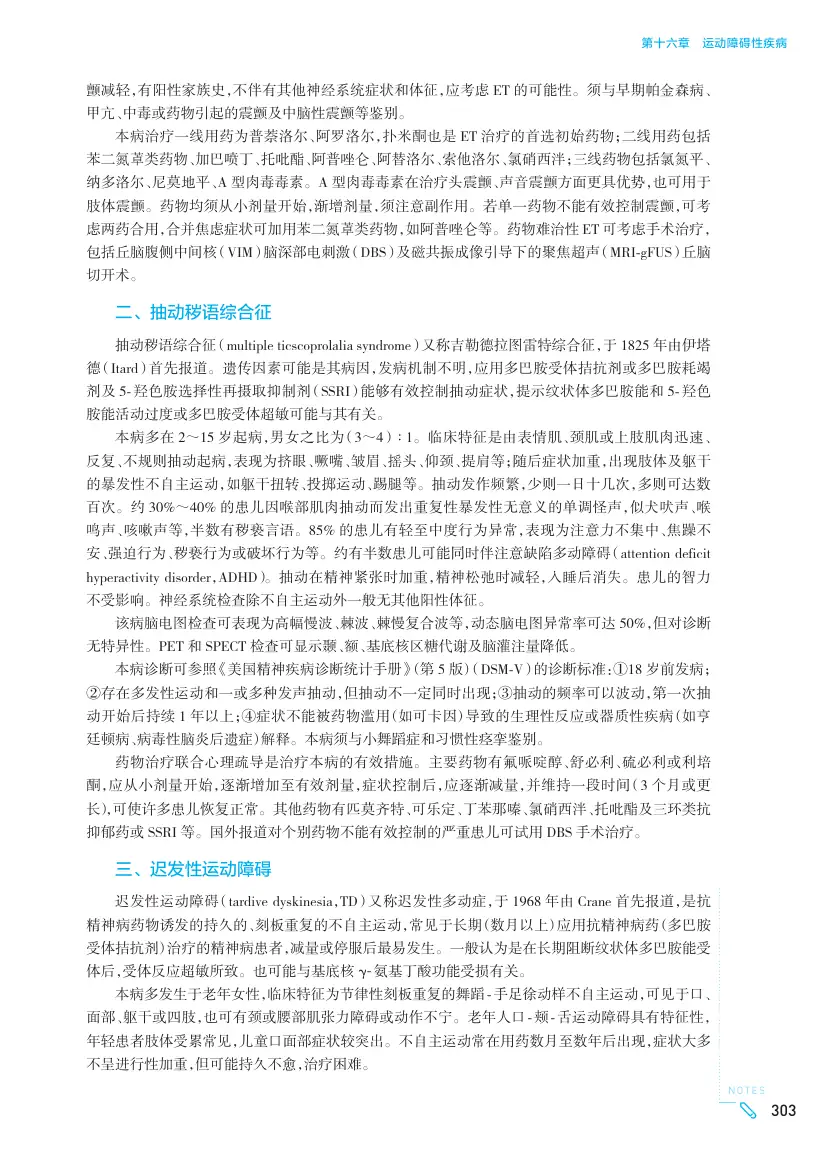 第十六章 运动障碍性疾病
颤减轻,有阳性家族史,不伴有其他神经系统症状和体征,应考虑 ET 的可能性。须与早期帕金森病、
甲亢、中毒或药物引起的震颤及中脑性震颤等鉴别。
本病治疗一线用药为普萘洛尔、阿罗洛尔,扑米酮也是 ET 治疗的首选初始药物;二线用药包括
苯二氮䓬类药物、加巴喷丁、托吡酯、阿普唑仑、阿替洛尔、索他洛尔、氯硝西泮;三线药物包括氯氮平、
纳多洛尔、尼莫地平、A 型肉毒毒素。A 型肉毒毒素在治疗头震颤、声音震颤方面更具优势,也可用于
肢体震颤。药物均须从小剂量开始,渐增剂量,须注意副作用。若单一药物不能有效控制震颤,可考
虑两药合用,合并焦虑症状可加用苯二氮䓬类药物,如阿普唑仑等。药物难治性 ET 可考虑手术治疗,
包括丘脑腹侧中间核(VIM)脑深部电刺激(DBS)及磁共振成像引导下的聚焦超声(MRI-gFUS)丘脑
切开术。
二、抽动秽语综合征
抽动秽语综合征(multiple ticscoprolalia syndrome)又称吉勒德拉图雷特综合征,于 1825 年由伊塔
德(Itard)首先报道。遗传因素可能是其病因,发病机制不明,应用多巴胺受体拮抗剂或多巴胺耗竭
剂及 5-羟色胺选择性再摄取抑制剂(SSRI)能够有效控制抽动症状,提示纹状体多巴胺能和 5-羟色
胺能活动过度或多巴胺受体超敏可能与其有关。
本病多在 2~15 岁起病,男女之比为(3~4)∶1。临床特征是由表情肌、颈肌或上肢肌肉迅速、
反复、不规则抽动起病,表现为挤眼、噘嘴、皱眉、摇头、仰颈、提肩等;随后症状加重,出现肢体及躯干
的暴发性不自主运动,如躯干扭转、投掷运动、踢腿等。抽动发作频繁,少则一日十几次,多则可达数
百次。约 30%~40% 的患儿因喉部肌肉抽动而发出重复性暴发性无意义的单调怪声,似犬吠声、喉
鸣声、咳嗽声等,半数有秽亵言语。85% 的患儿有轻至中度行为异常,表现为注意力不集中、焦躁不
安、强迫行为、秽亵行为或破坏行为等。约有半数患儿可能同时伴注意缺陷多动障碍(attention deficit
hyperactivity disorder,ADHD)。抽动在精神紧张时加重,精神松弛时减轻,入睡后消失。患儿的智力
不受影响。神经系统检查除不自主运动外一般无其他阳性体征。
该病脑电图检查可表现为高幅慢波、棘波、棘慢复合波等,动态脑电图异常率可达 50%,但对诊断
无特异性。PET 和 SPECT 检查可显示颞、额、基底核区糖代谢及脑灌注量降低。
本病诊断可参照《美国精神疾病诊断统计手册》(第 5 版)(DSM-V)的诊断标准:①18 岁前发病;
②存在多发性运动和一或多种发声抽动,但抽动不一定同时出现;③抽动的频率可以波动,第一次抽
动开始后持续 1 年以上;④症状不能被药物滥用(如可卡因)导致的生理性反应或器质性疾病(如亨
廷顿病、病毒性脑炎后遗症)解释。本病须与小舞蹈症和习惯性痉挛鉴别。
药物治疗联合心理疏导是治疗本病的有效措施。主要药物有氟哌啶醇、舒必利、硫必利或利培
酮,应从小剂量开始,逐渐增加至有效剂量,症状控制后,应逐渐减量,并维持一段时间(3 个月或更
长),可使许多患儿恢复正常。其他药物有匹莫齐特、可乐定、丁苯那嗪、氯硝西泮、托吡酯及三环类抗
抑郁药或 SSRI 等。国外报道对个别药物不能有效控制的严重患儿可试用 DBS 手术治疗。
三、迟发性运动障碍
迟发性运动障碍(tardive dyskinesia,TD)又称迟发性多动症,于 1968 年由 Crane 首先报道,是抗
精神病药物诱发的持久的、刻板重复的不自主运动,常见于长期(数月以上)应用抗精神病药(多巴胺
受体拮抗剂)治疗的精神病患者,减量或停服后最易发生。一般认为是在长期阻断纹状体多巴胺能受
体后,受体反应超敏所致。也可能与基底核 γ-氨基丁酸功能受损有关。
本病多发生于老年女性,临床特征为节律性刻板重复的舞蹈-手足徐动样不自主运动,可见于口、
面部、躯干或四肢,也可有颈或腰部肌张力障碍或动作不宁。老年人口-颊-舌运动障碍具有特征性,
年轻患者肢体受累常见,儿童口面部症状较突出。不自主运动常在用药数月至数年后出现,症状大多
不呈进行性加重,但可能持久不愈,治疗困难。
NOTES
303